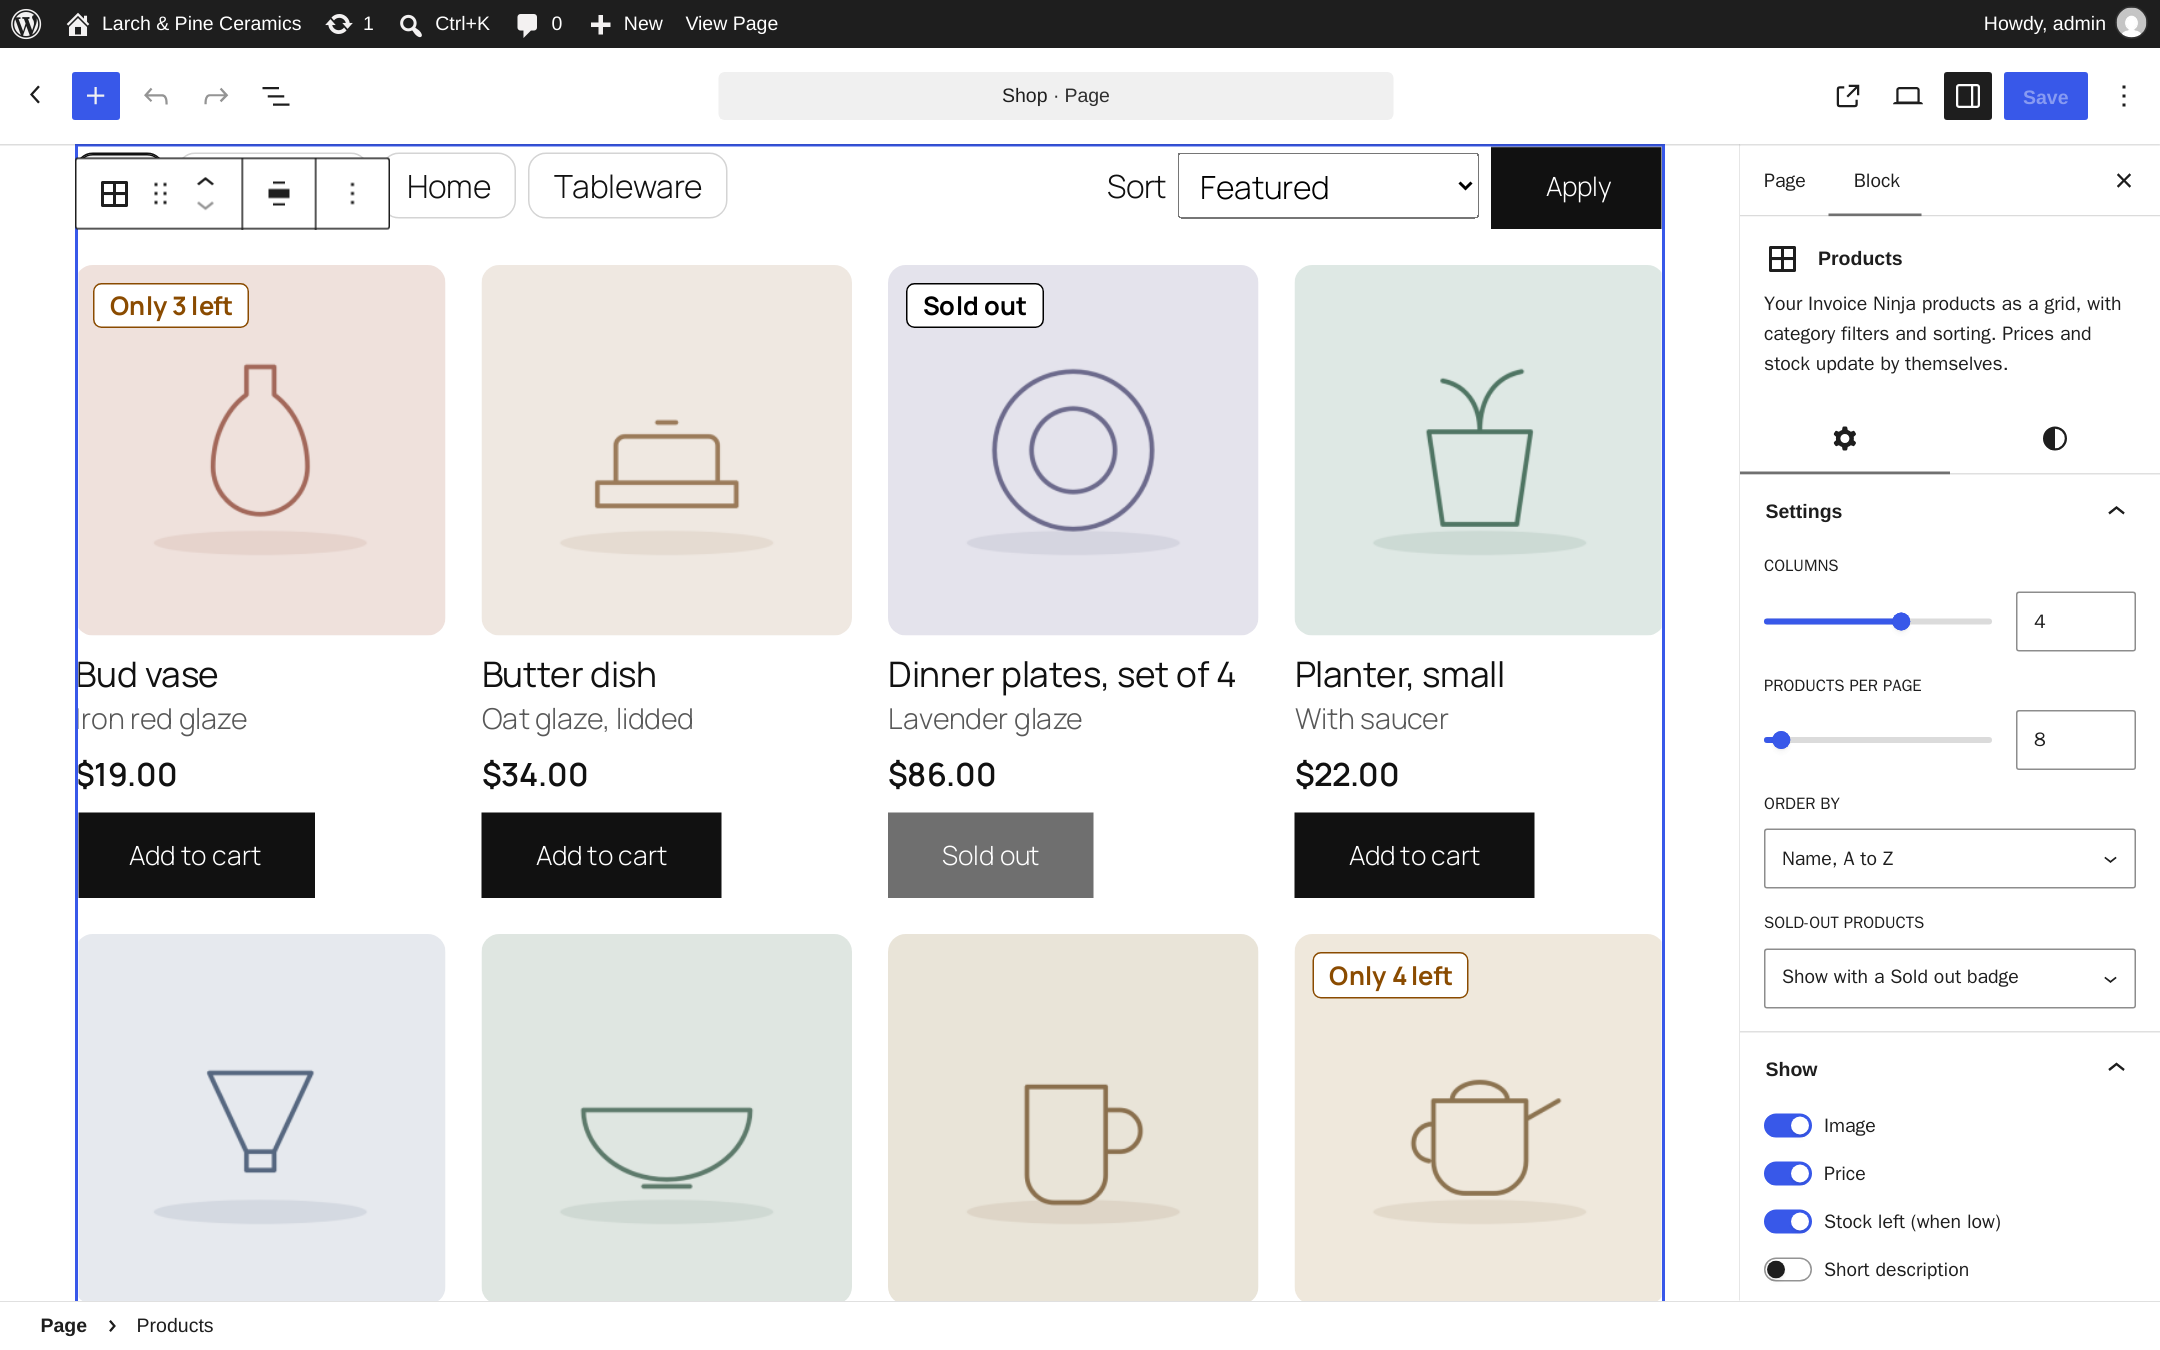 Larch & Pine Ceramics 1 Ctrl+K 0 New View Page Howdy, admin
Shop · Page
Save
Home Tableware Sort Featured Apply
Only 3 left
Sold out
Bud vase
Iron red glaze
$19.00
Add to cart
Butter dish
Oat glaze, lidded
$34.00
Add to cart
Dinner plates, set of 4
Lavender glaze
$86.00
Sold out
Planter, small
With saucer
$22.00
Add to cart
Only 4 left
Page Block
Products
Your Invoice Ninja products as a grid, with
category filters and sorting. Prices and
stock update by themselves.
Settings
COLUMNS
4
PRODUCTS PER PAGE
8
ORDER BY
Name, A to Z
SOLD-OUT PRODUCTS
Show with a Sold out badge
Show
Image
Price
Stock left (when low)
Short description
Page Products